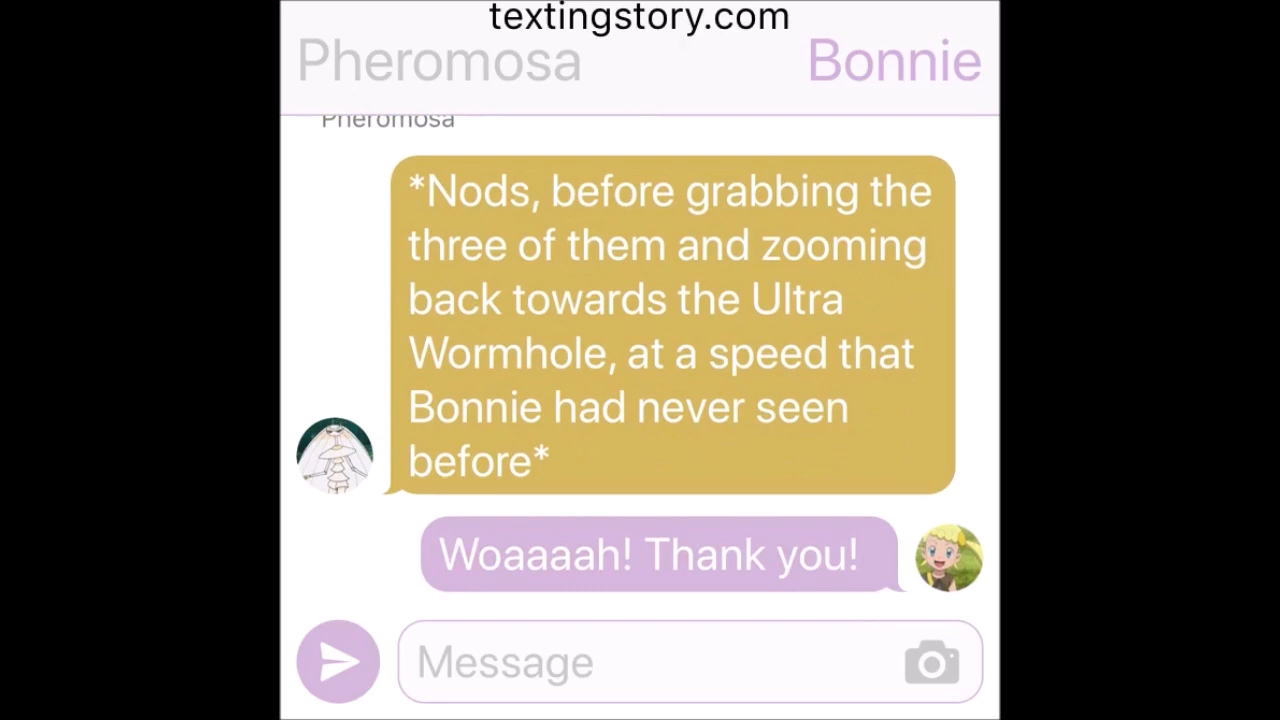 textingstory.com
Pheromosa Bonnie
Pheromosa
*Nods, before grabbing the
three of them and zooming
back towards the Ultra
Wormhole, at a speed that
Bonnie had never seen
before*
Woaaaah! Thank you!
Message